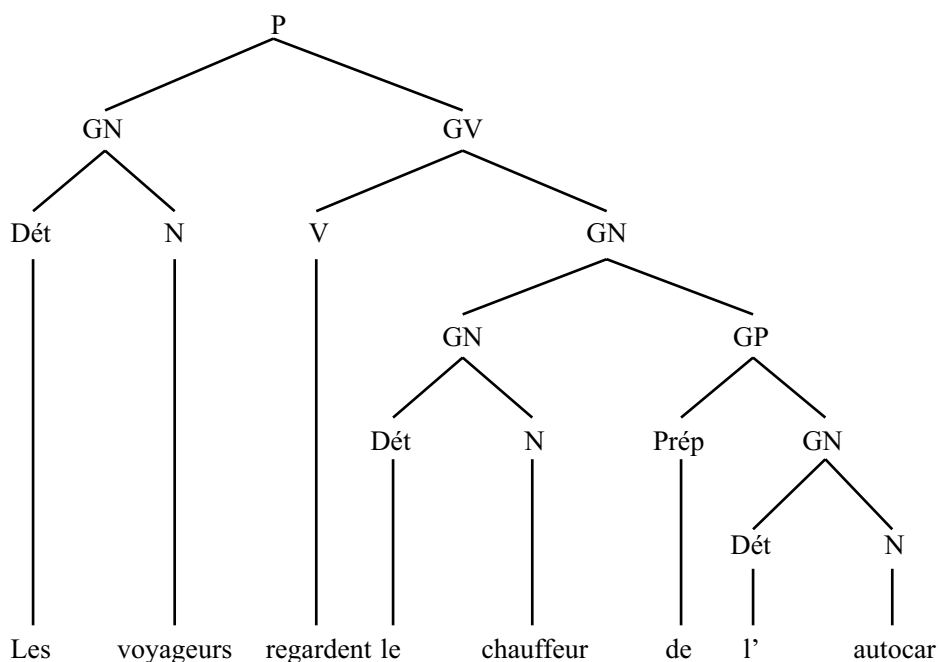 P
GN GV
Dét N V GN
GN GP
Dét N Prép GN
Dét N
Les voyageurs regardent le chauffeur de l' autocar